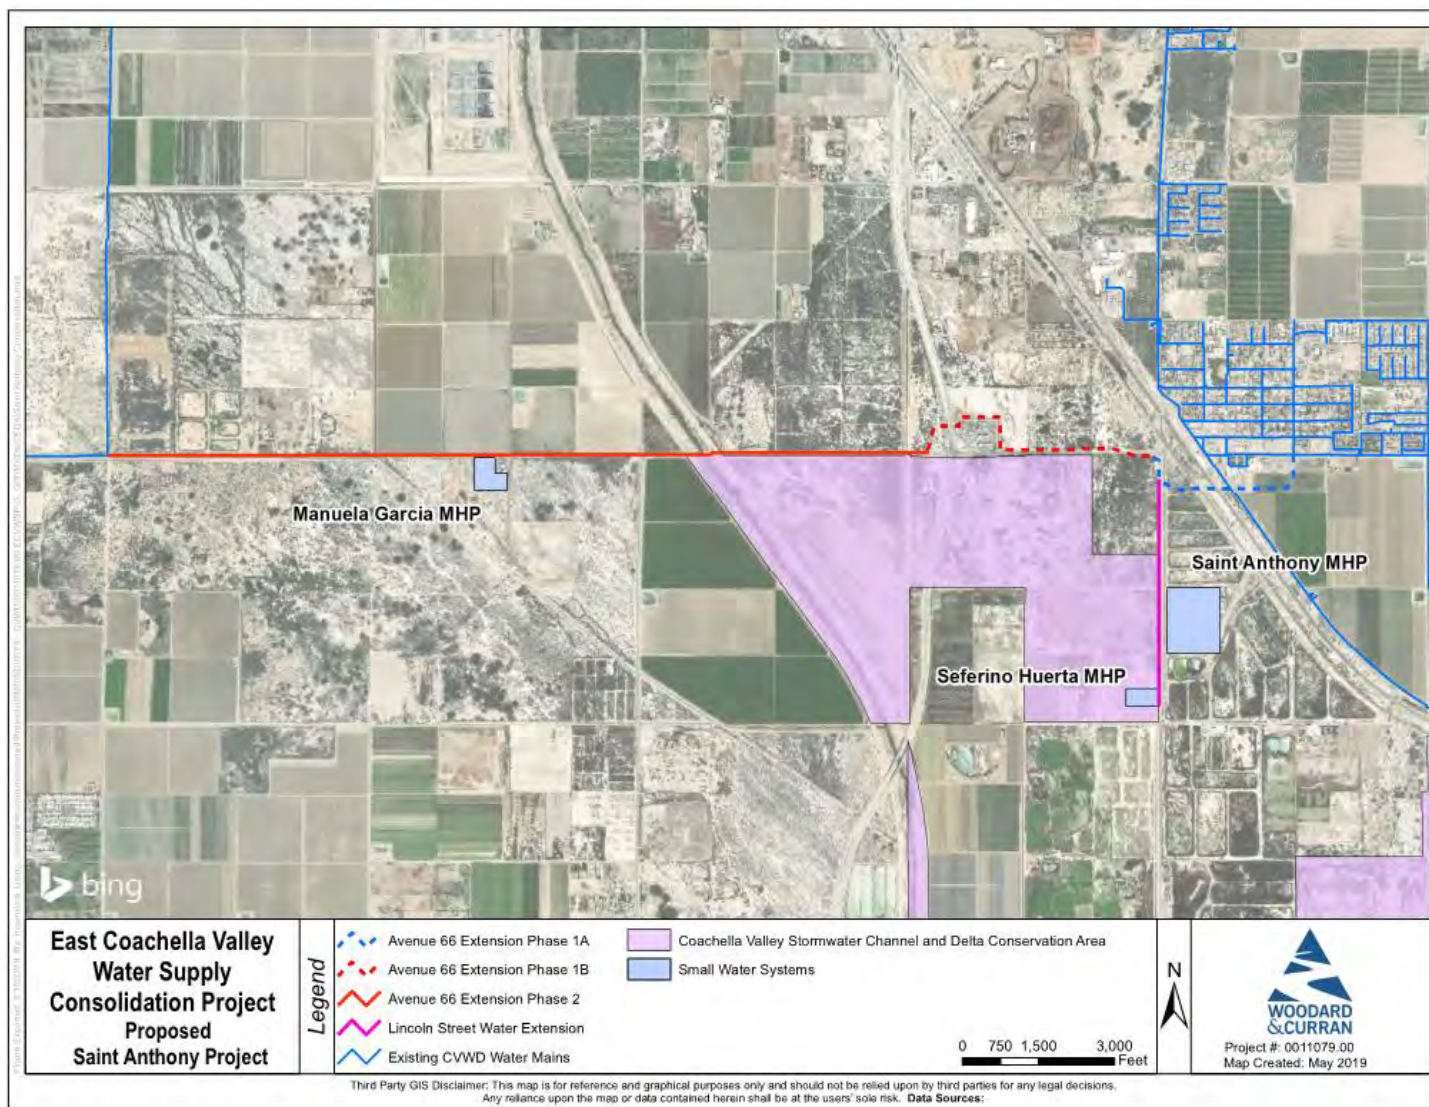 Manuela Garcia MHP
Saint Anthony MHP
Seferino Huerta MHP
bing
East Coachella Valley
Water Supply
Consolidation Project
Proposed
Saint Anthony Project
Legend
Avenue 66 Extension Phase 1A
Avenue 66 Extension Phase 1B
Avenue 66 Extension Phase 2
Lincoln Street Water Extension
Existing CVWD Water Mains
Coachella Valley Stormwater Channel and Delta Conservation Area
Small Water Systems
0 750 1,500 3,000
Feet
N
WOODARD
&CURRAN
Project #: 0011079.00
Map Created: May 2019
Third Party GIS Disclaimer: This map is for reference and graphical purposes only and should not be relied upon by third parties for any legal decisions.
Any reliance upon the map or data contained herein shall be at the users' sole risk. Data Sources: